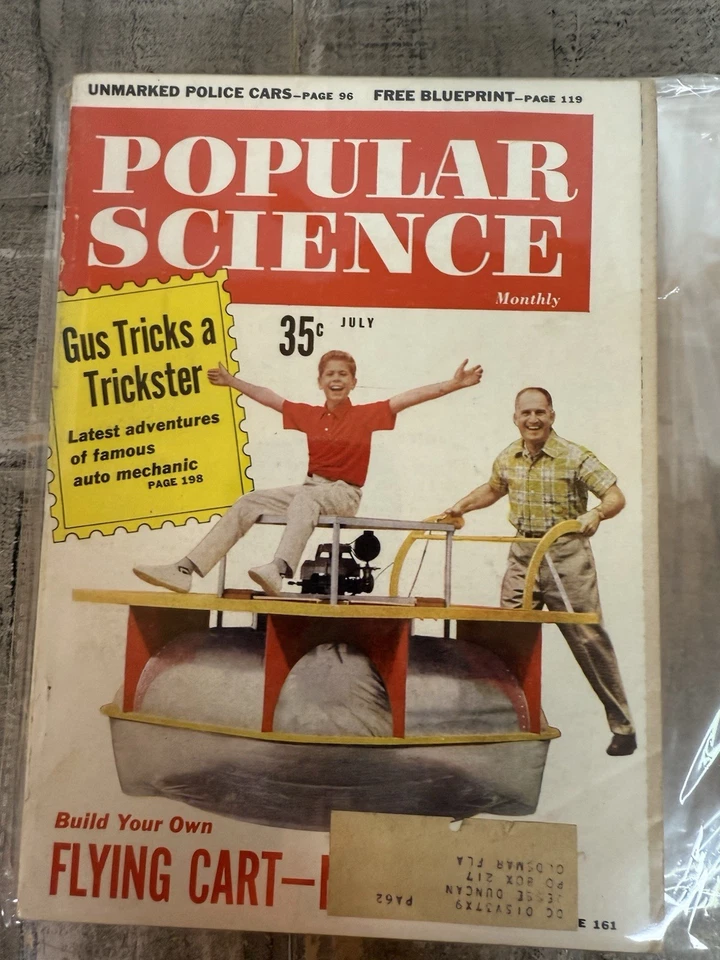 UNMARKED POLICE CARS—PAGE 96 FREE BLUEPRINT—PAGE 119
POPULAR
SCIENCE
Monthly
35c JULY
Gus Tricks a
Trickster
Latest adventures
of famous
auto mechanic
PAGE 198
Build Your Own
FLYING CART—
E 161
DC D15V37X9 PA62
JESSE DUNCAN
PO BOX 217
OLDSMAR FLA